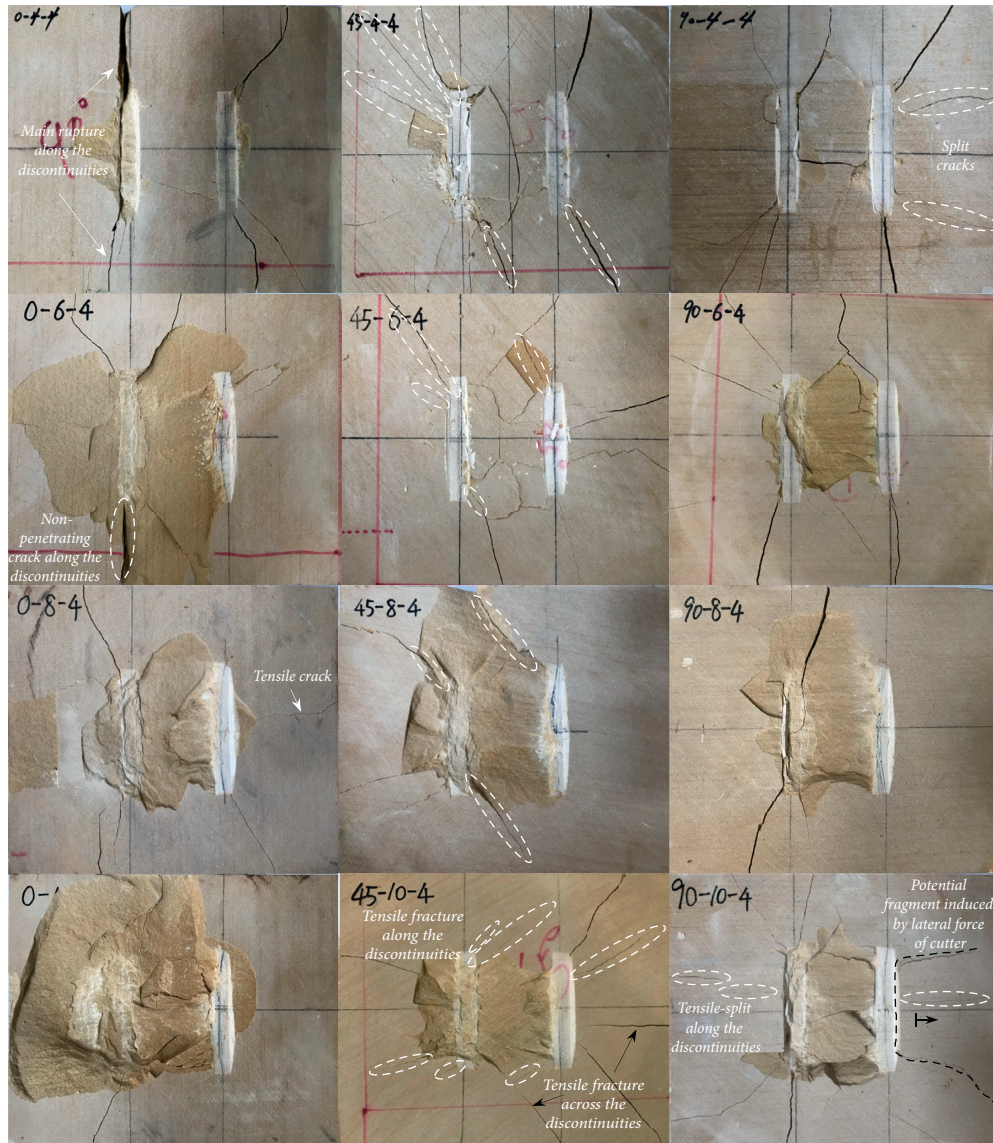 0-4-4
45-4-4
90-4-4
Main rupture
along the
discontinuities
Split
cracks
0-6-4
45-6-4
90-6-4
Non-
penetrating
crack along the
discontinuities
0-8-4
45-8-4
90-8-4
Tensile crack
0-
45-10-4
90-10-4
Tensile fracture
along the
discontinuities
Potential
fragment induced
by lateral force
of cutter
Tensile-split
along the
discontinuities
Tensile fracture
across the
discontinuities